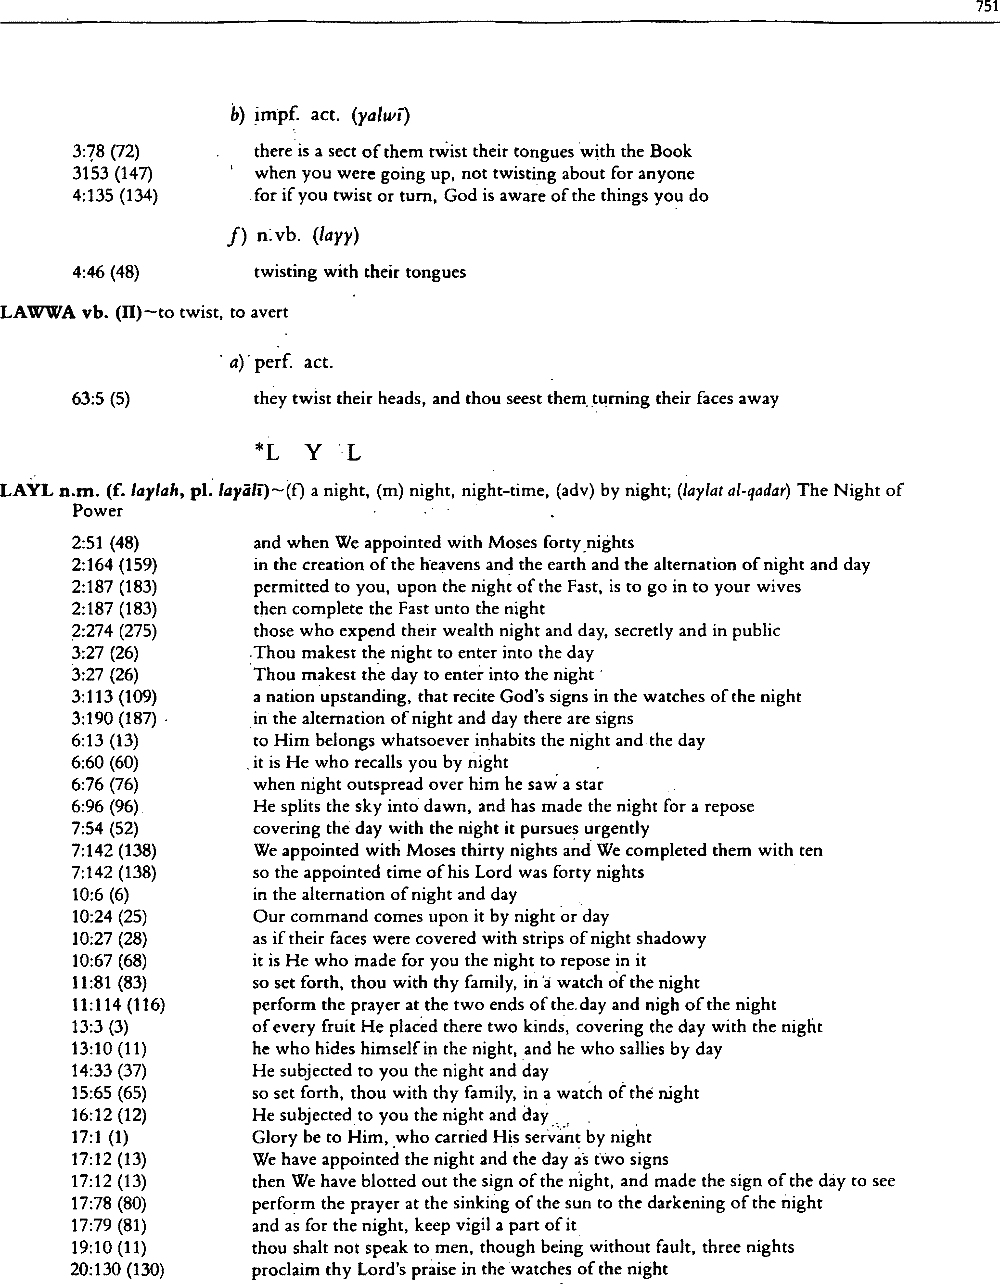 751
b) impf. act. (yalwī)
3:78 (72) there is a sect of them twist their tongues with the Book
3153 (147) when you were going up, not twisting about for anyone
4:135 (134) for if you twist or turn, God is aware of the things you do
f) n.vb. (layy)
4:46 (48) twisting with their tongues
LAWWA vb. (II)~to twist, to avert
a) perf. act.
63:5 (5) they twist their heads, and thou seest them turning their faces away
*L Y L
LAYL n.m. (f. laylah, pl. layālī)~(f) a night, (m) night, night-time, (adv) by night; (laylat al-qadar) The Night of
Power
2:51 (48) and when We appointed with Moses forty nights
2:164 (159) in the creation of the heavens and the earth and the alternation of night and day
2:187 (183) permitted to you, upon the night of the Fast, is to go in to your wives
2:187 (183) then complete the Fast unto the night
2:274 (275) those who expend their wealth night and day, secretly and in public
3:27 (26) Thou makest the night to enter into the day
3:27 (26) Thou makest the day to enter into the night
3:113 (109) a nation upstanding, that recite God's signs in the watches of the night
3:190 (187) in the alternation of night and day there are signs
6:13 (13) to Him belongs whatsoever inhabits the night and the day
6:60 (60) it is He who recalls you by night
6:76 (76) when night outspread over him he saw a star
6:96 (96) He splits the sky into dawn, and has made the night for a repose
7:54 (52) covering the day with the night it pursues urgently
7:142 (138) We appointed with Moses thirty nights and We completed them with ten
7:142 (138) so the appointed time of his Lord was forty nights
10:6 (6) in the alternation of night and day
10:24 (25) Our command comes upon it by night or day
10:27 (28) as if their faces were covered with strips of night shadowy
10:67 (68) it is He who made for you the night to repose in it
11:81 (83) so set forth, thou with thy family, in a watch of the night
11:114 (116) perform the prayer at the two ends of the day and nigh of the night
13:3 (3) of every fruit He placed there two kinds, covering the day with the night
13:10 (11) he who hides himself in the night, and he who sallies by day
14:33 (37) He subjected to you the night and day
15:65 (65) so set forth, thou with thy family, in a watch of the night
16:12 (12) He subjected to you the night and day
17:1 (1) Glory be to Him, who carried His servant by night
17:12 (13) We have appointed the night and the day as two signs
17:12 (13) then We have blotted out the sign of the night, and made the sign of the day to see
17:78 (80) perform the prayer at the sinking of the sun to the darkening of the night
17:79 (81) and as for the night, keep vigil a part of it
19:10 (11) thou shalt not speak to men, though being without fault, three nights
20:130 (130) proclaim thy Lord's praise in the watches of the night